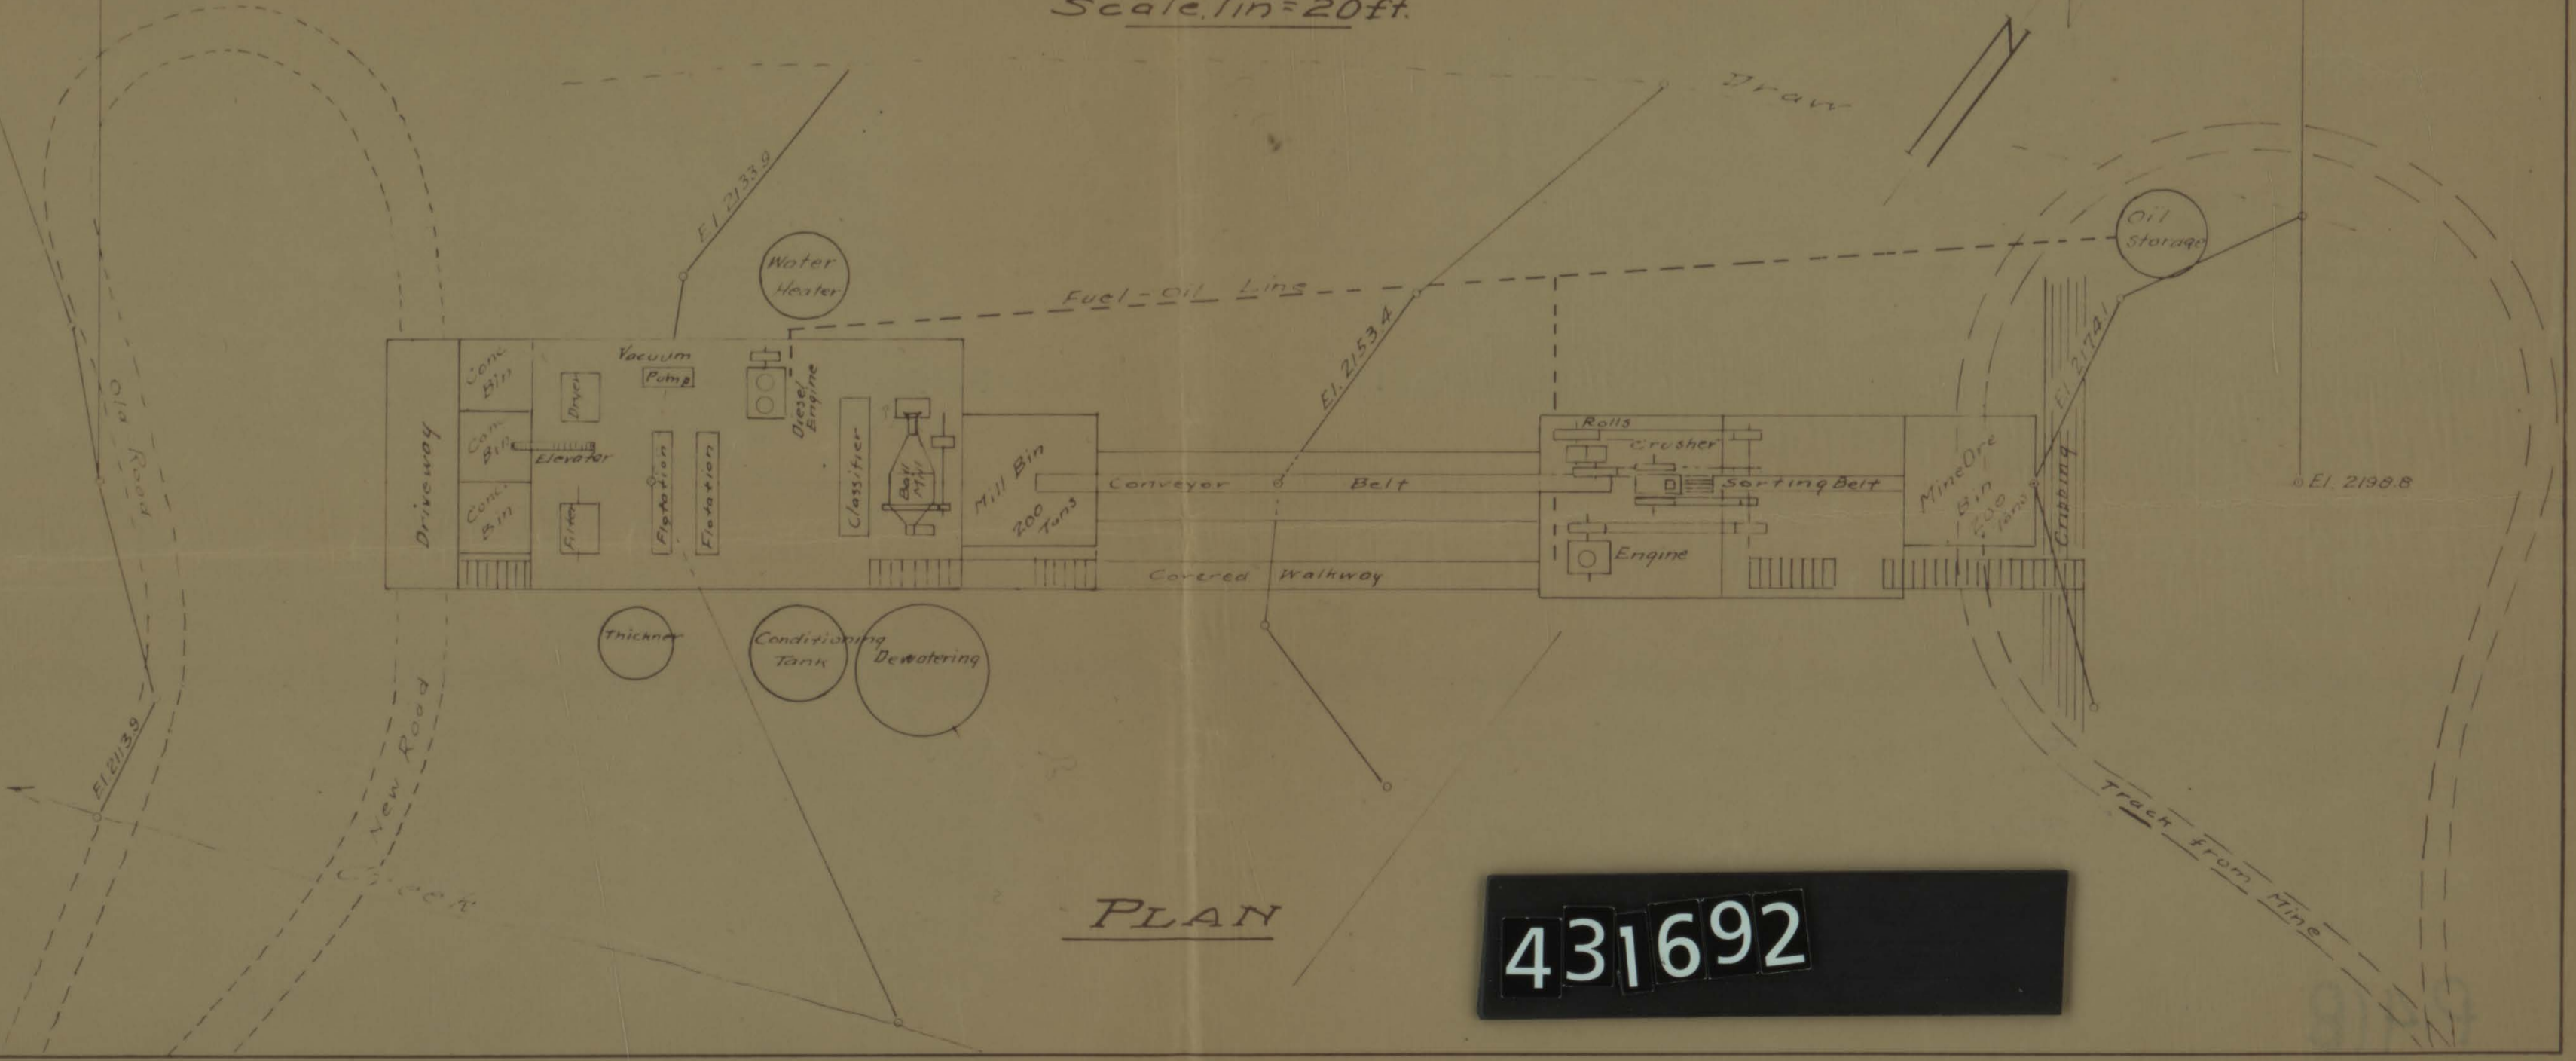 Scale, 1in = 20ft.
Draw
El. 2133.9
Oil
Storage
Water
Heater
Fuel-Oil Line
El. 2153.4
El. 2174.1
Old Road
Driveway
Conc.
Bin
Conc.
Bin
Conc.
Bin
Dryer
Elevator
Filter
Vacuum
Pump
Flotation
Flotation
Diesel
Engine
Classifier
Ball
Mill
Mill Bin
200
Tons
Conveyor Belt
Covered Walkway
Rolls
Crusher
Sorting Belt
Engine
Mine Ore
Bin
200
Tons
Cribbing
El. 2198.8
Thickner
Conditioning
Tank
Dewatering
New Road
El. 2113.9
Creek
Track from Mine
PLAN
431692